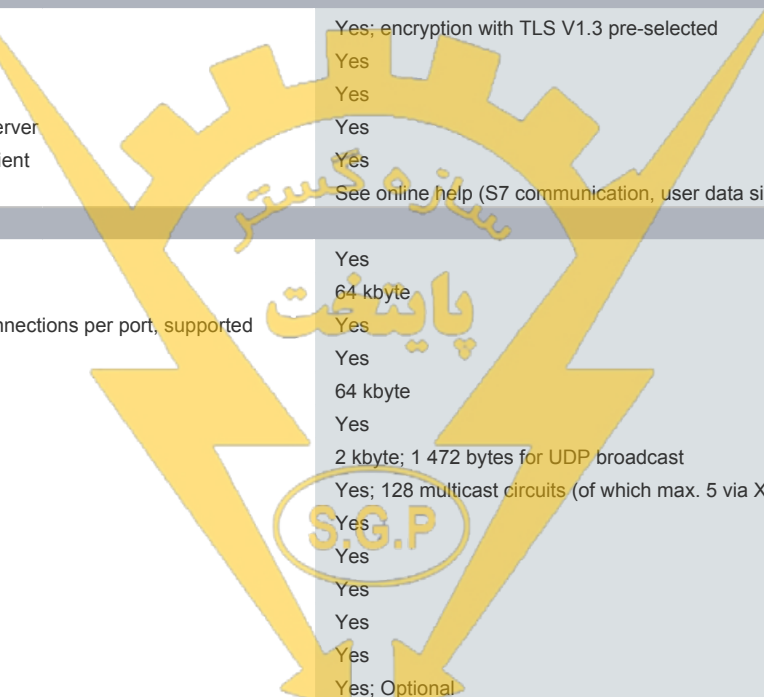 Yes; encryption with TLS V1.3 pre-selected
Yes
Yes
erver Yes
ient Yes
See online help (S7 communication, user data si
سازه گستر
Yes
پایتخت
64 kbyte
nnections per port, supported Yes
Yes
64 kbyte
Yes
2 kbyte; 1 472 bytes for UDP broadcast
Yes; 128 multicast circuits (of which max. 5 via X
S.G.P
Yes
Yes
Yes
Yes
Yes
Yes; Optional